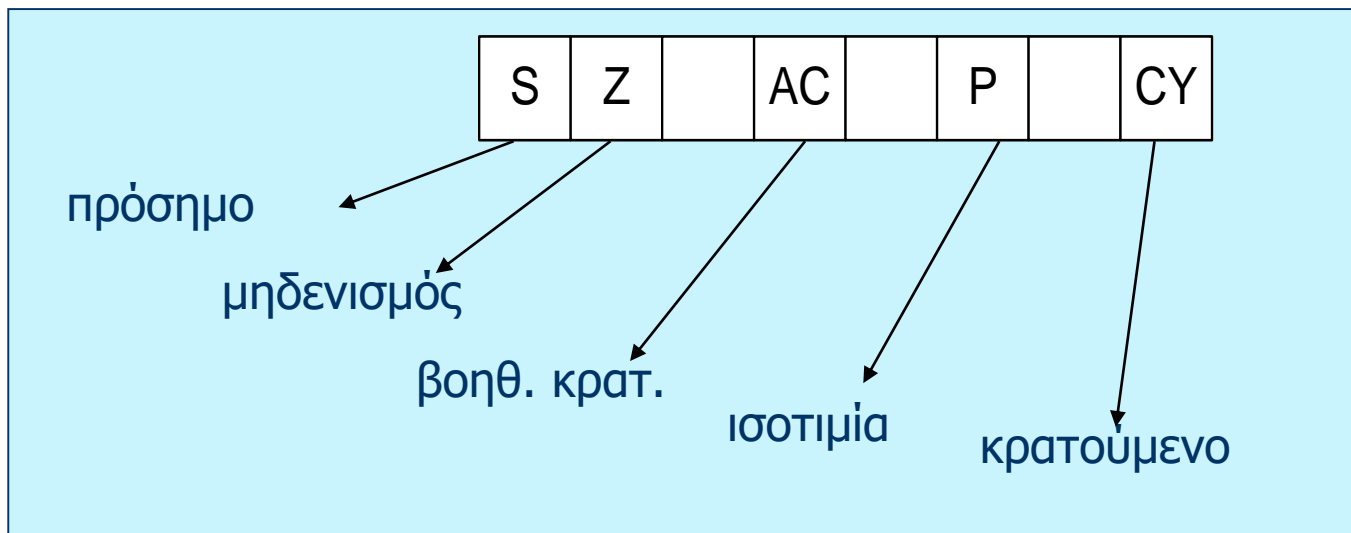 S Z AC P CY
πρόσημο
μηδενισμός
βοηθ. κρατ.
ισοτιμία
κρατούμενο